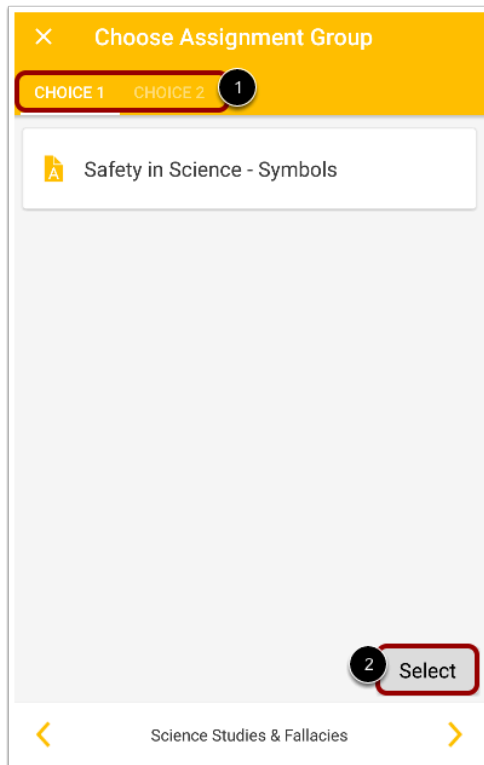 Choose Assignment Group
CHOICE 1 CHOICE 2 1
Safety in Science - Symbols
2 Select
Science Studies & Fallacies